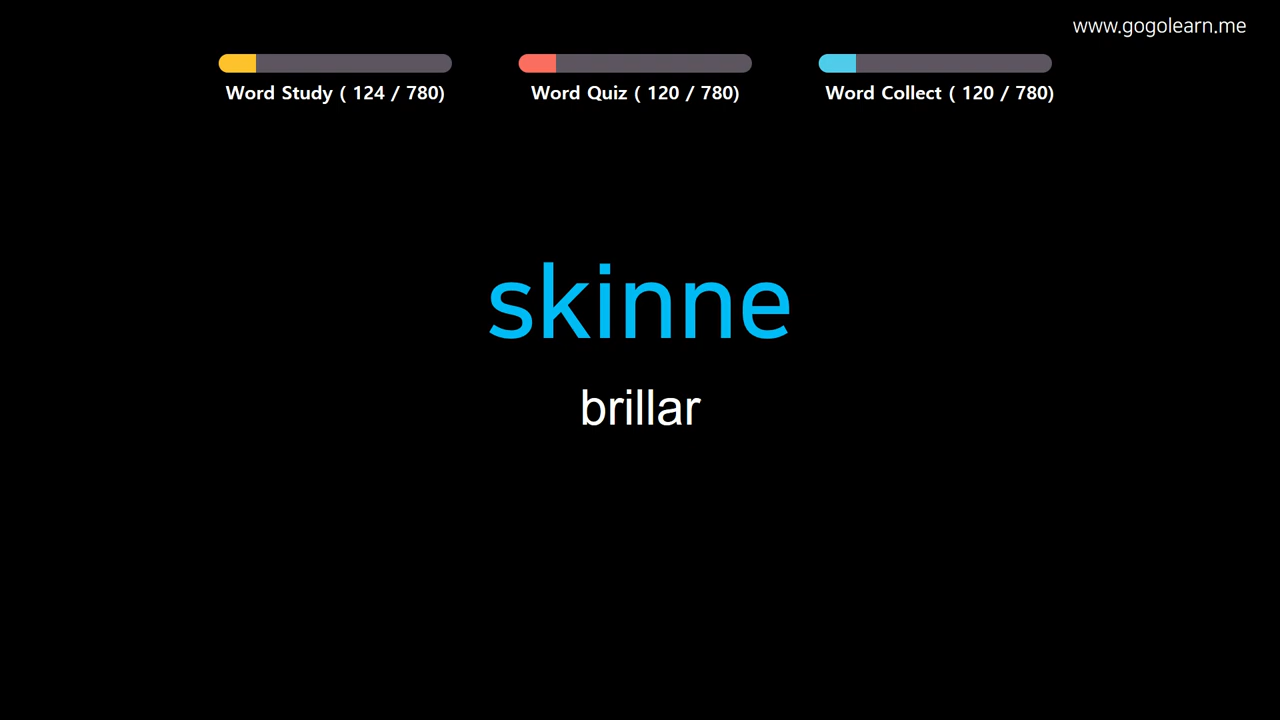 www.gogolearn.me
Word Study ( 124 / 780)
Word Quiz ( 120 / 780)
Word Collect ( 120 / 780)
skinne
brillar